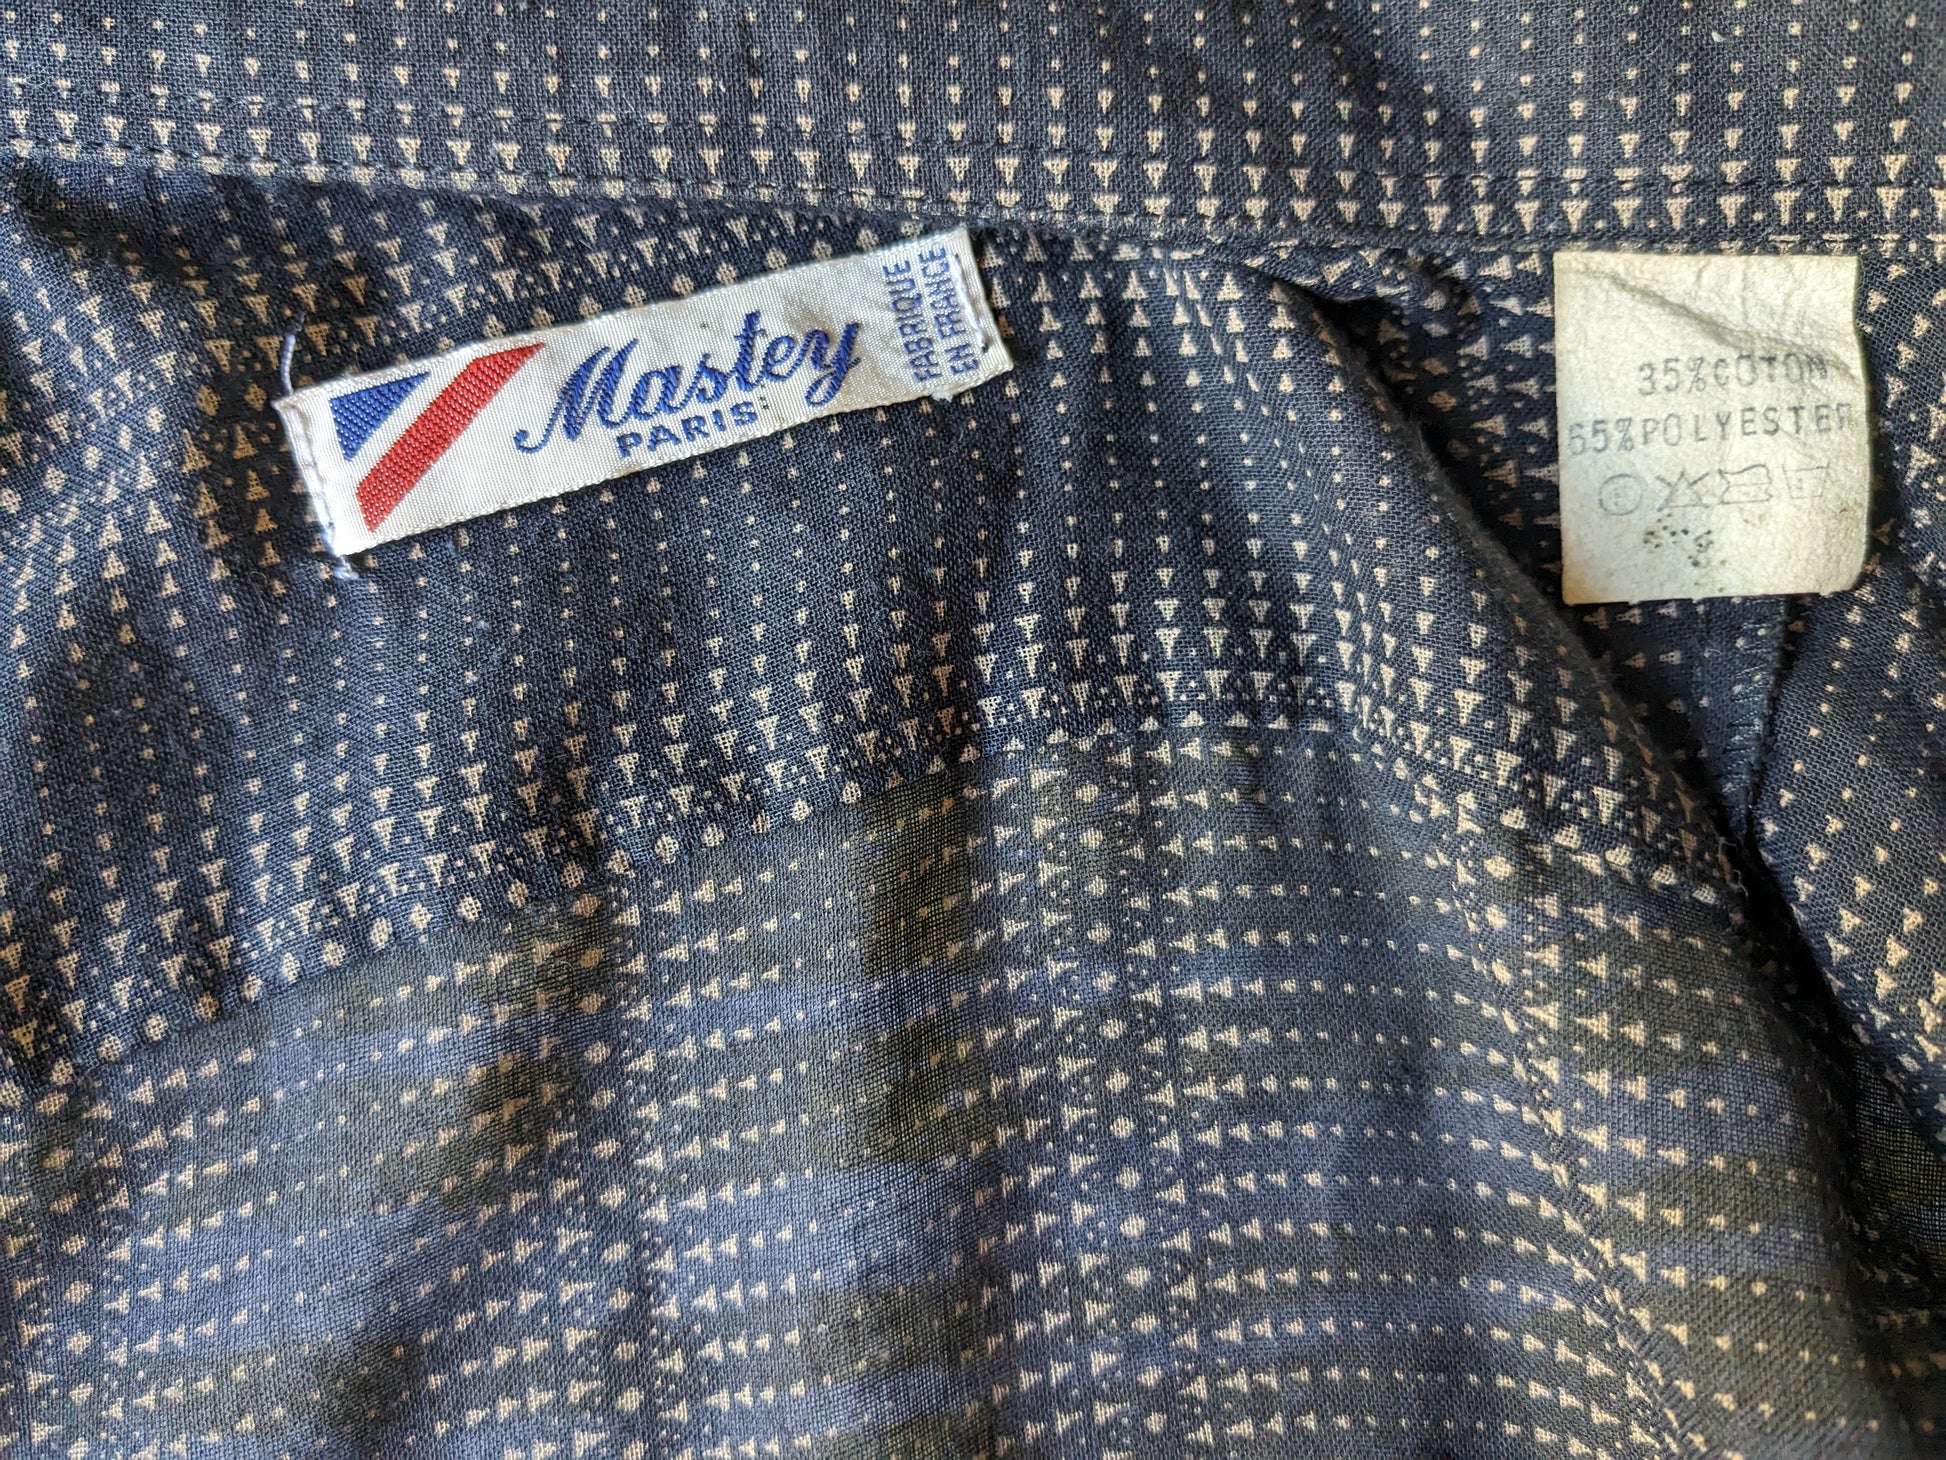 Mastey
PARIS
FABRIQUE
EN FRANCE
35% COTON
65% POLYESTER